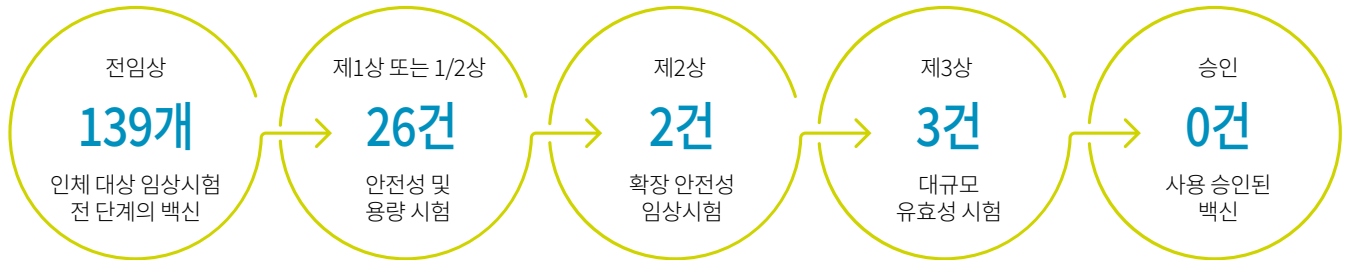 전임상
139개
인체 대상 임상시험
전 단계의 백신
제1상 또는 1/2상
26건
안전성 및
용량 시험
제2상
2건
확장 안전성
임상시험
제3상
3건
대규모
유효성 시험
승인
0건
사용 승인된
백신